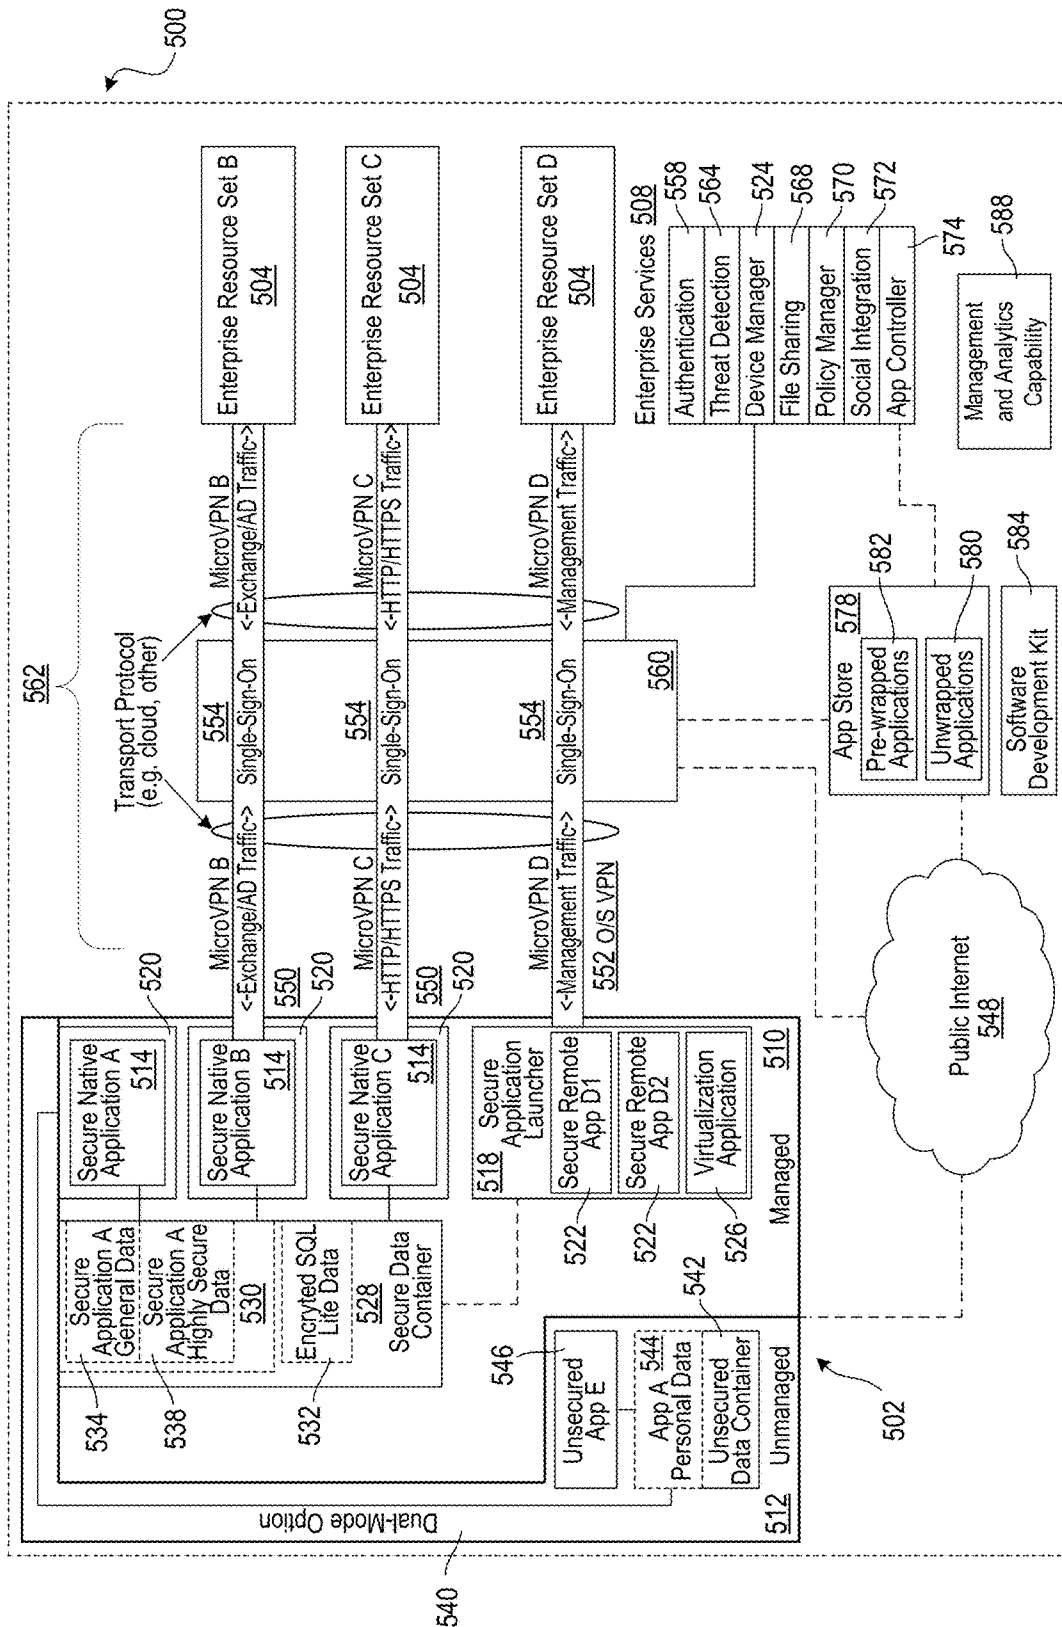 500
562
Transport Protocol
(e.g. cloud, other)
540
Dual-Mode Option
534
538
532
Secure
Application A
General Data
Secure
Application A
Highly Secure
Data
530
Encryted SQL
Lite Data
528
Secure Data
Container
Secure Native
Application A
514
520
Secure Native
Application B
514
550
520
Secure Native
Application C
514
550
520
518
Secure
Application
Launcher
Secure Remote
App D1
Secure Remote
App D2
Virtualization
Application
522
522
526
Managed
510
546
Unsecured
App E
544
App A
Personal Data
542
Unsecured
Data Container
512
Unmanaged
502
MicroVPN B
<-Exchange/AD Traffic->
554
Single-Sign-On
MicroVPN B
<-Exchange/AD Traffic->
Enterprise Resource Set B
504
MicroVPN C
<-HTTP/HTTPS Traffic->
554
Single-Sign-On
MicroVPN C
<-HTTP/HTTPS Traffic->
Enterprise Resource Set C
504
MicroVPN D
<-Management Traffic->
552 O/S VPN
554
Single-Sign-On
MicroVPN D
<-Management Traffic->
Enterprise Resource Set D
504
560
Enterprise Services 508
Authentication
Threat Detection
Device Manager
File Sharing
Policy Manager
Social Integration
App Controller
558
564
524
568
570
572
574
Public Internet
548
App Store 578
Pre-wrapped
Applications
582
Unwrapped
Applications
580
Software
Development Kit
584
Management
and Analytics
Capability
588